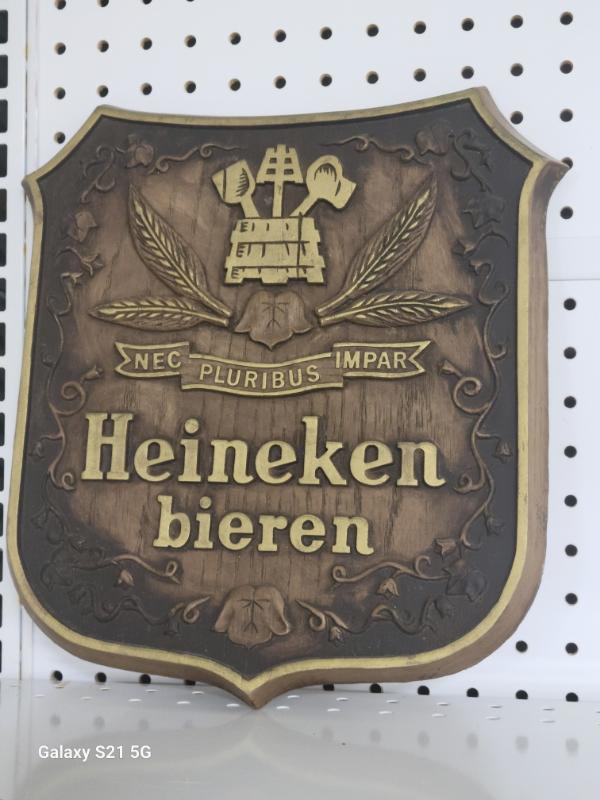 NEC PLURIBUS IMPAR
Heineken
bieren
Galaxy S21 5G